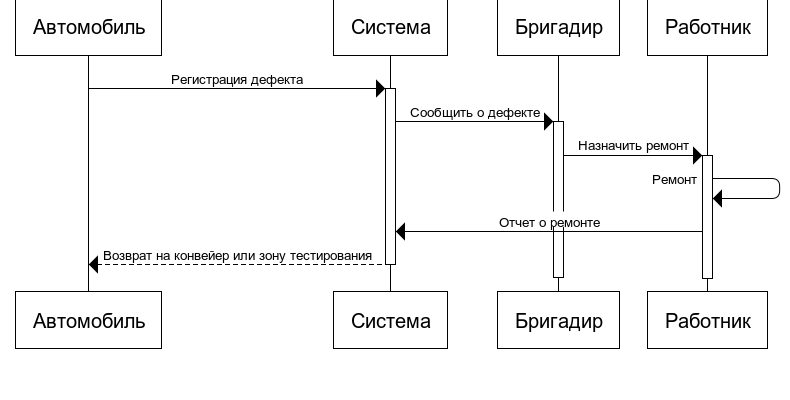 Автомобиль
Система
Бригадир
Работник
Регистрация дефекта
Сообщить о дефекте
Назначить ремонт
Ремонт
Отчет о ремонте
Возврат на конвейер или зону тестирования
Автомобиль
Система
Бригадир
Работник